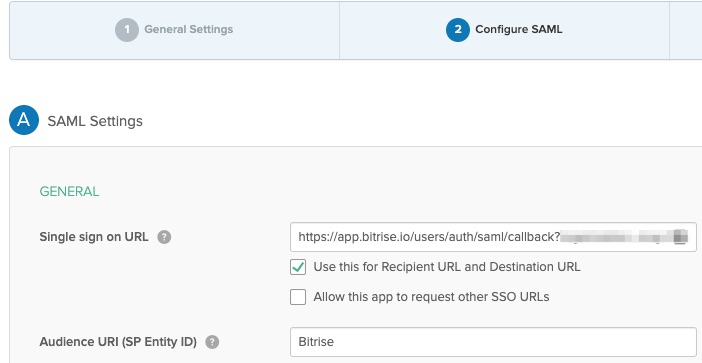 1 General Settings
2 Configure SAML
A SAML Settings
GENERAL
Single sign on URL ? https://app.bitrise.io/users/auth/saml/callback?
Use this for Recipient URL and Destination URL
Allow this app to request other SSO URLs
Audience URI (SP Entity ID) ? Bitrise